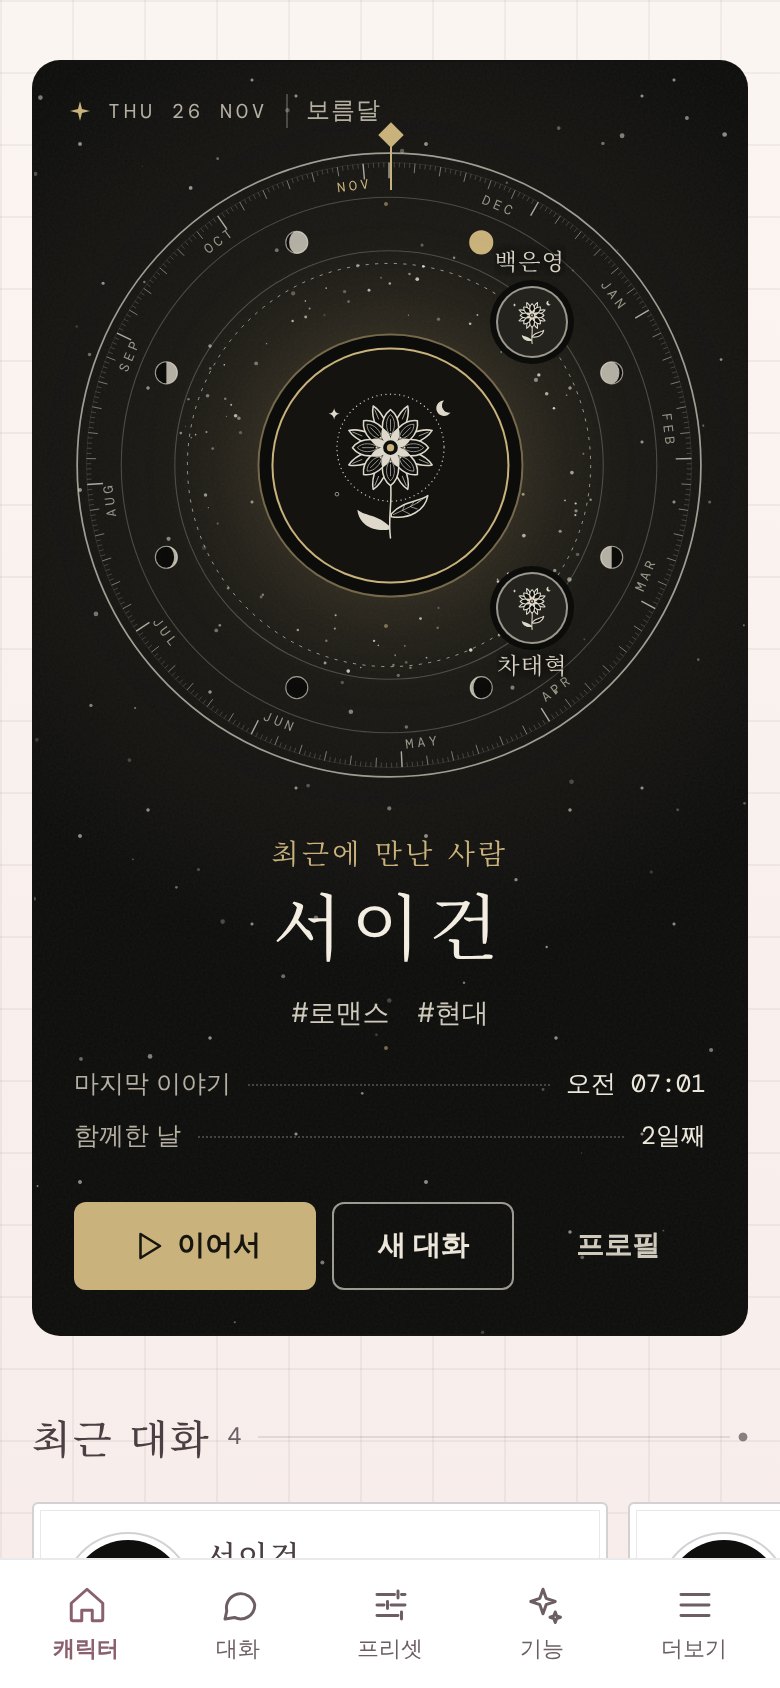 THU 26 NOV 보름달
NOV
DEC
OCT
백은영
JAN
SEP
FEB
AUG
MAR
JUL
차태혁
APR
JUN
MAY
최근에 만난 사람
서이건
#로맨스 #현대
마지막 이야기 오전 07:01
함께한 날 2일째
이어서 새 대화 프로필
최근 대화 4
서이건
캐릭터 대화 프리셋 기능 더보기